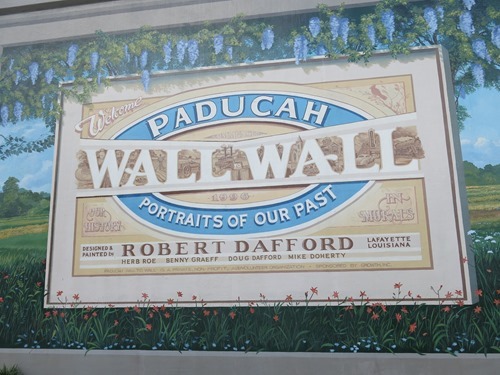 Welcome
PADUCAH
WALL-WALL
1996
PORTRAITS OF OUR PAST
OUR
HISTORY
IN
MURALS
DESIGNED &
PAINTED by
ROBERT DAFFORD
LAFAYETTE
LOUISIANA
HERB ROE BENNY GRAEFF DOUG DAFFORD MIKE DOHERTY